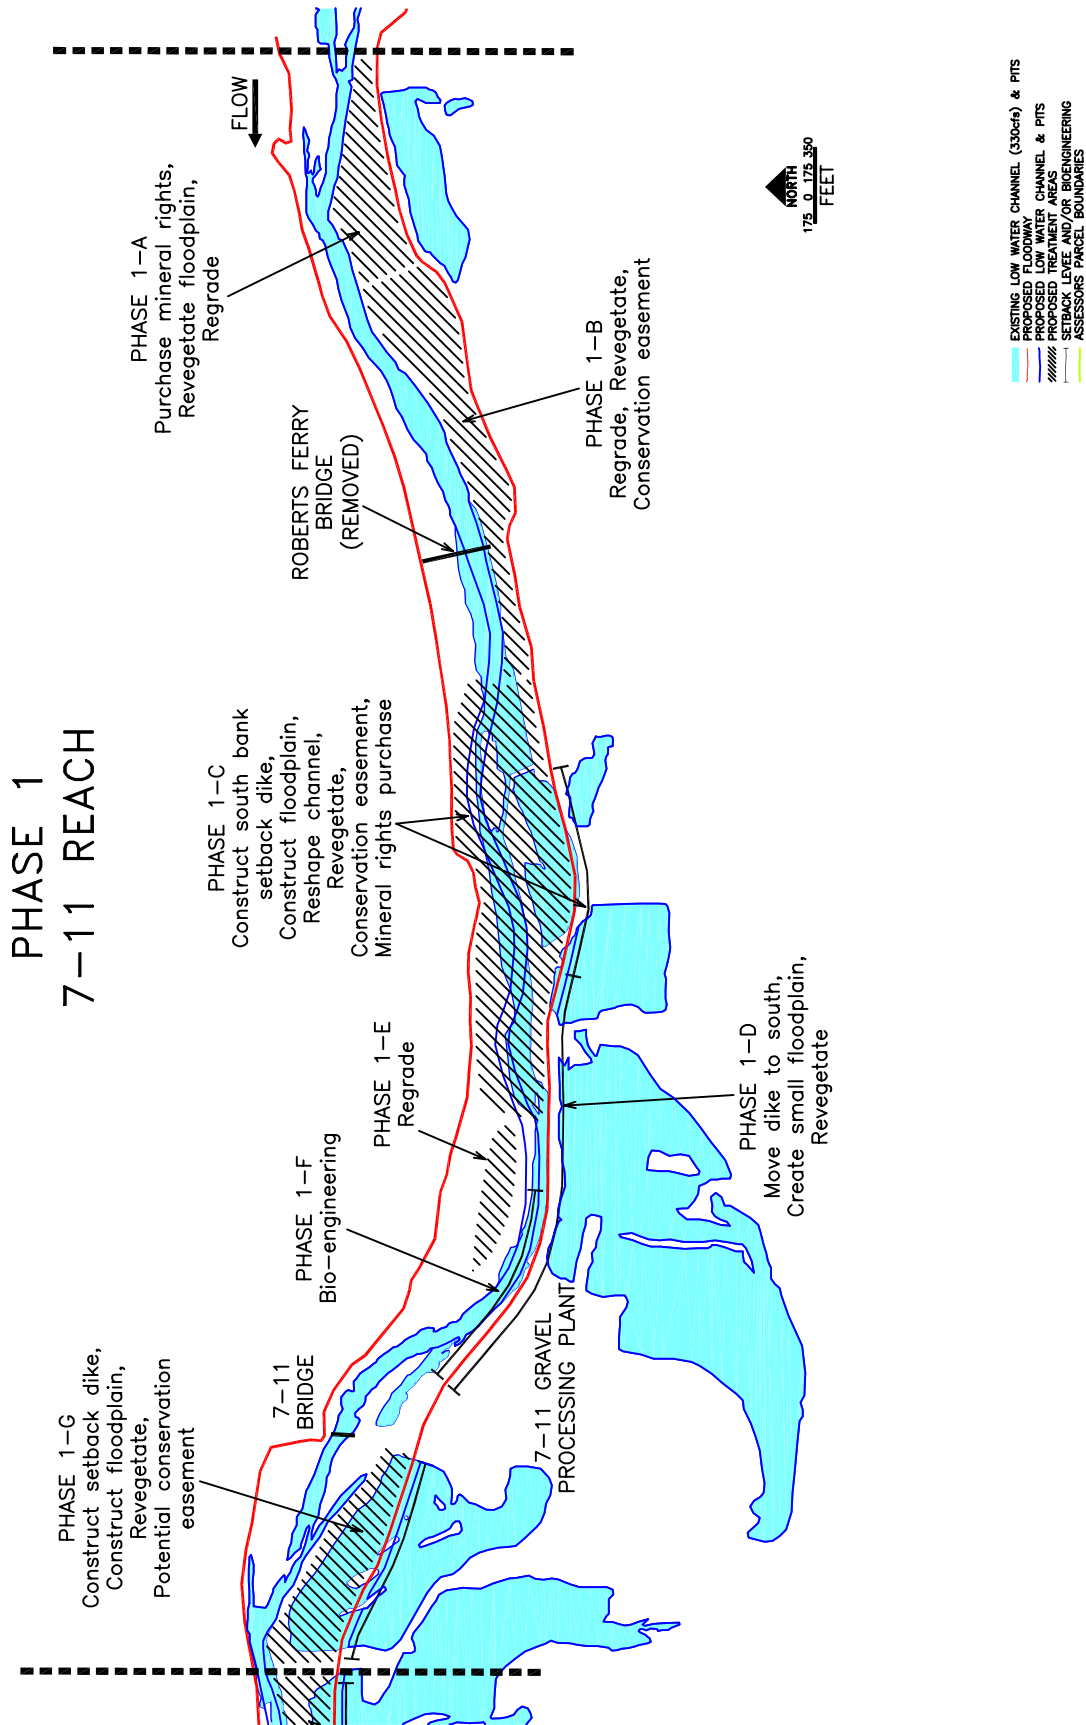 PHASE 1
7-11 REACH
PHASE 1-G
Construct setback dike,
Construct floodplain,
Revegetate,
Potential conservation
easement
7-11
BRIDGE
PHASE 1-F
Bio-engineering
PHASE 1-E
Regrade
PHASE 1-C
Construct south bank
setback dike,
Construct floodplain,
Reshape channel,
Revegetate,
Conservation easement,
Mineral rights purchase
ROBERTS FERRY
BRIDGE
(REMOVED)
PHASE 1-A
Purchase mineral rights,
Revegetate floodplain,
Regrade
FLOW
7-11 GRAVEL
PROCESSING PLANT
PHASE 1-D
Move dike to south,
Create small floodplain,
Revegetate
PHASE 1-B
Regrade, Revegetate,
Conservation easement
NORTH
175 0 175 350
FEET
EXISTING LOW WATER CHANNEL (330cfs) & PITS
PROPOSED FLOODWAY
PROPOSED LOW WATER CHANNEL & PITS
PROPOSED TREATMENT AREAS
SETBACK LEVEE AND/OR BIOENGINEERING
ASSESSORS PARCEL BOUNDARIES